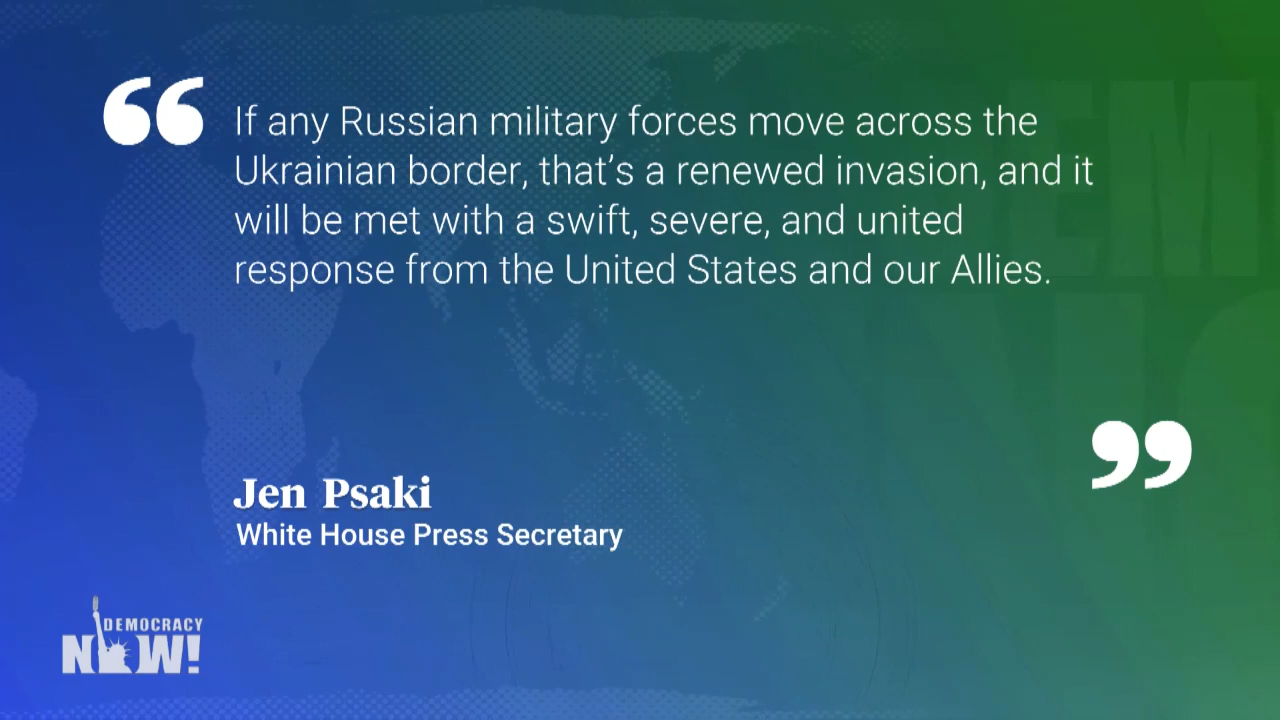 “If any Russian military forces move across the
Ukrainian border, that’s a renewed invasion, and it
will be met with a swift, severe, and united
response from the United States and our Allies.
”
Jen Psaki
White House Press Secretary
DEMOCRACY
NOW!